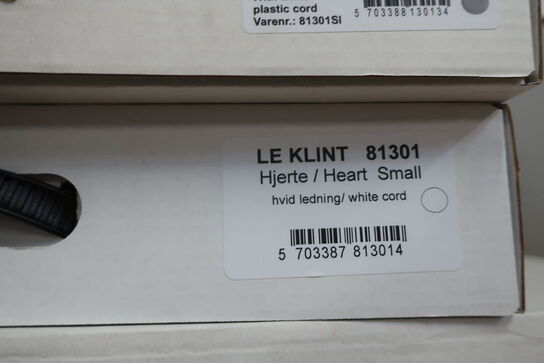 plastic cord
Varenr.: 81301SI
5 703388 130134
LE KLINT 81301
Hjerte / Heart Small
hvid ledning/ white cord
5 703387 813014